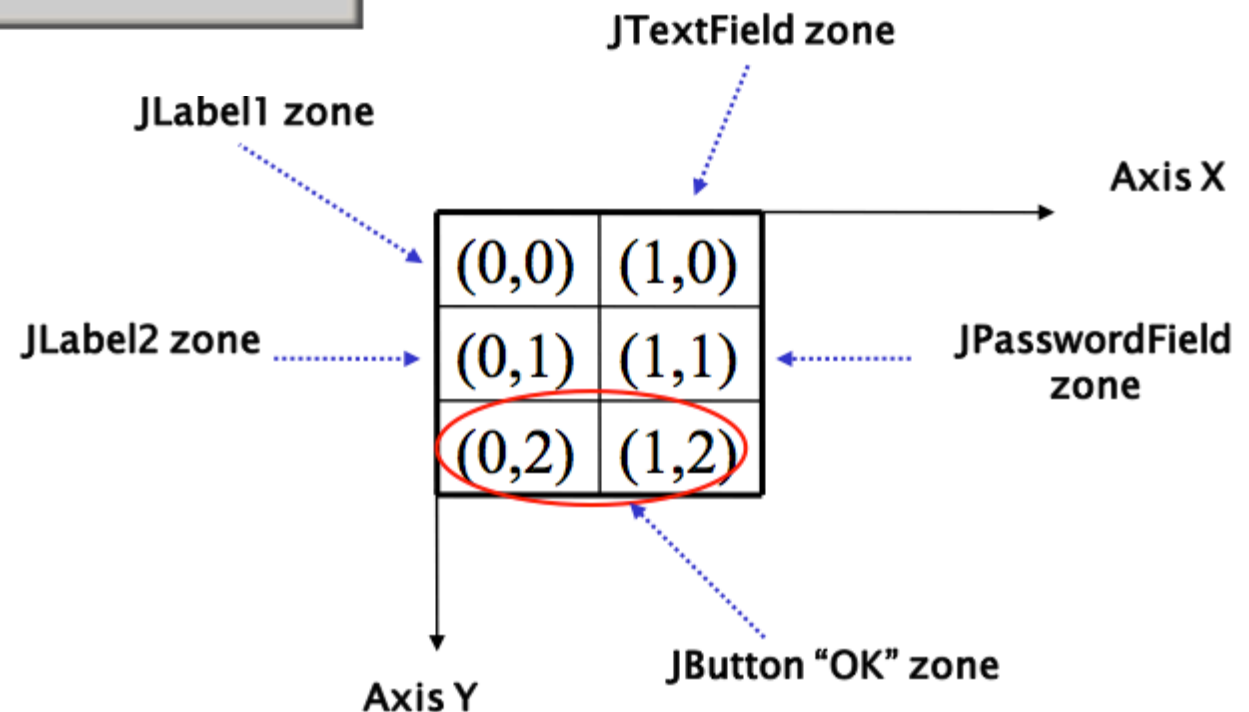 JTextField zone
JLabel1 zone
Axis X
(0,0) (1,0)
JLabel2 zone
(0,1) (1,1)
JPasswordField
zone
(0,2) (1,2)
JButton “OK” zone
Axis Y